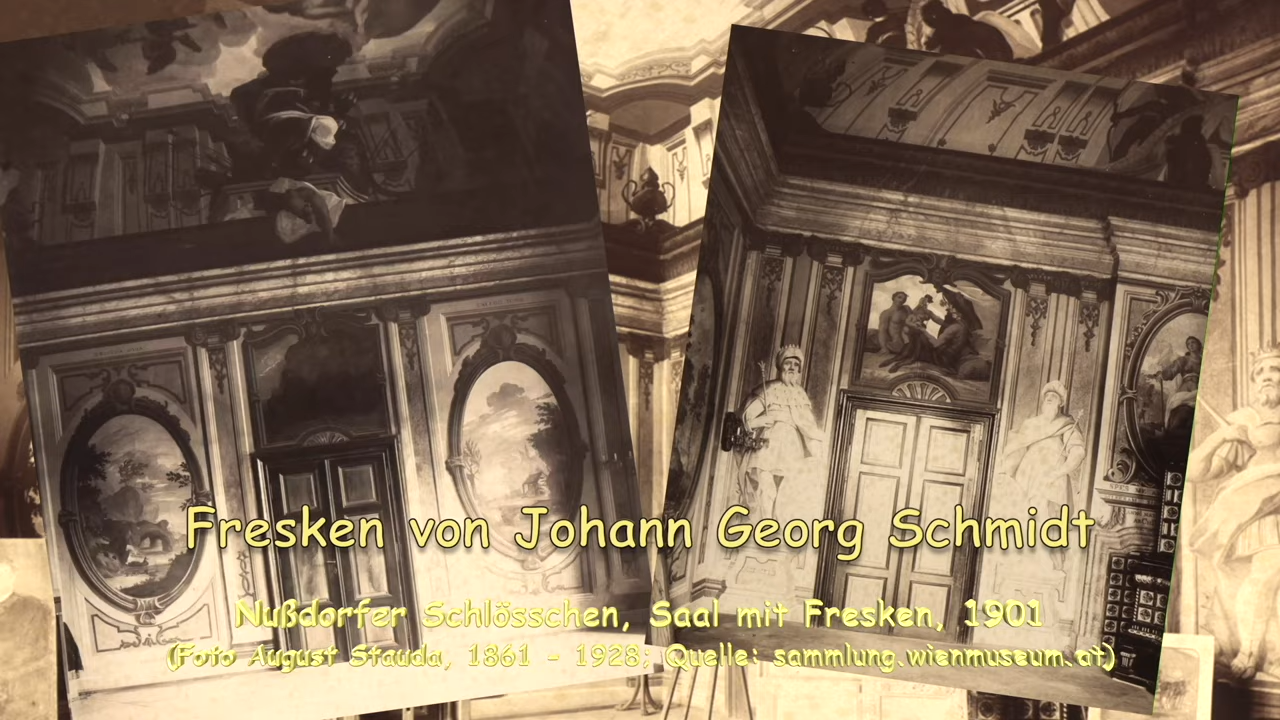 Fresken von Johann Georg Schmidt
Nußdorfer Schlösschen, Saal mit Fresken, 1901
(Foto August Stauda, 1861 - 1928; Quelle: sammlung.wienmuseum.at)